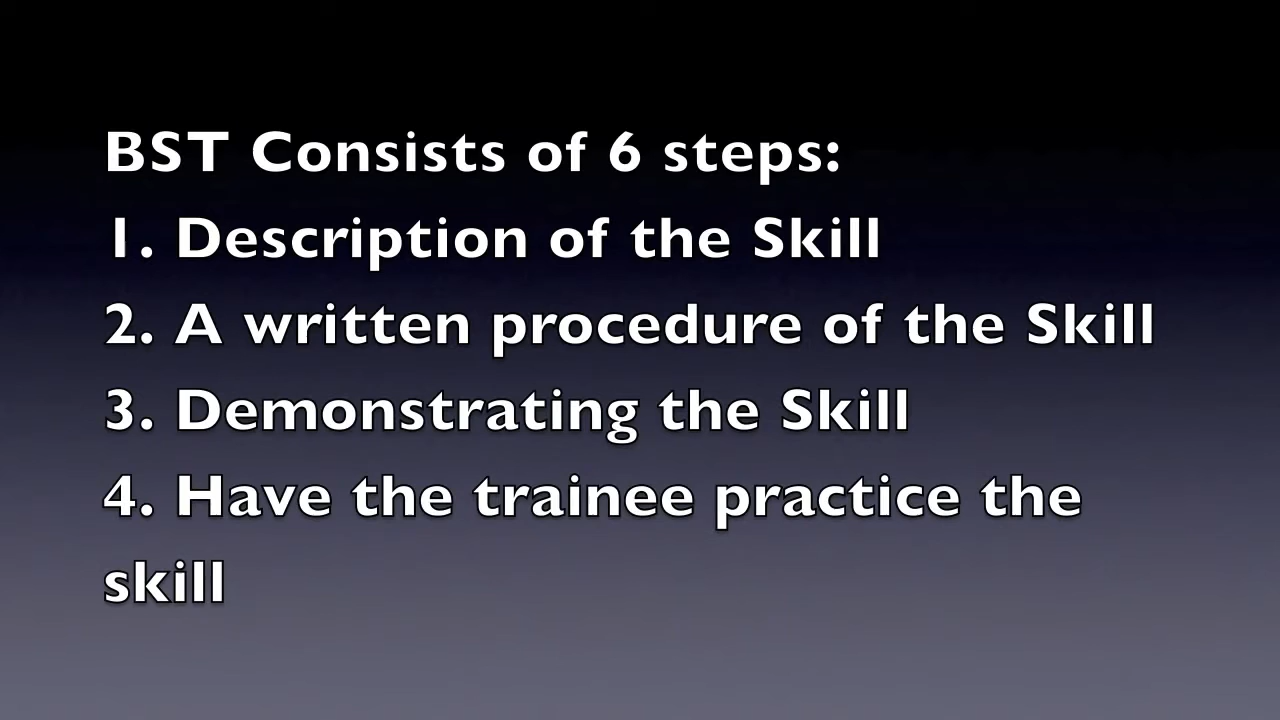 BST Consists of 6 steps:
1. Description of the Skill
2. A written procedure of the Skill
3. Demonstrating the Skill
4. Have the trainee practice the
skill